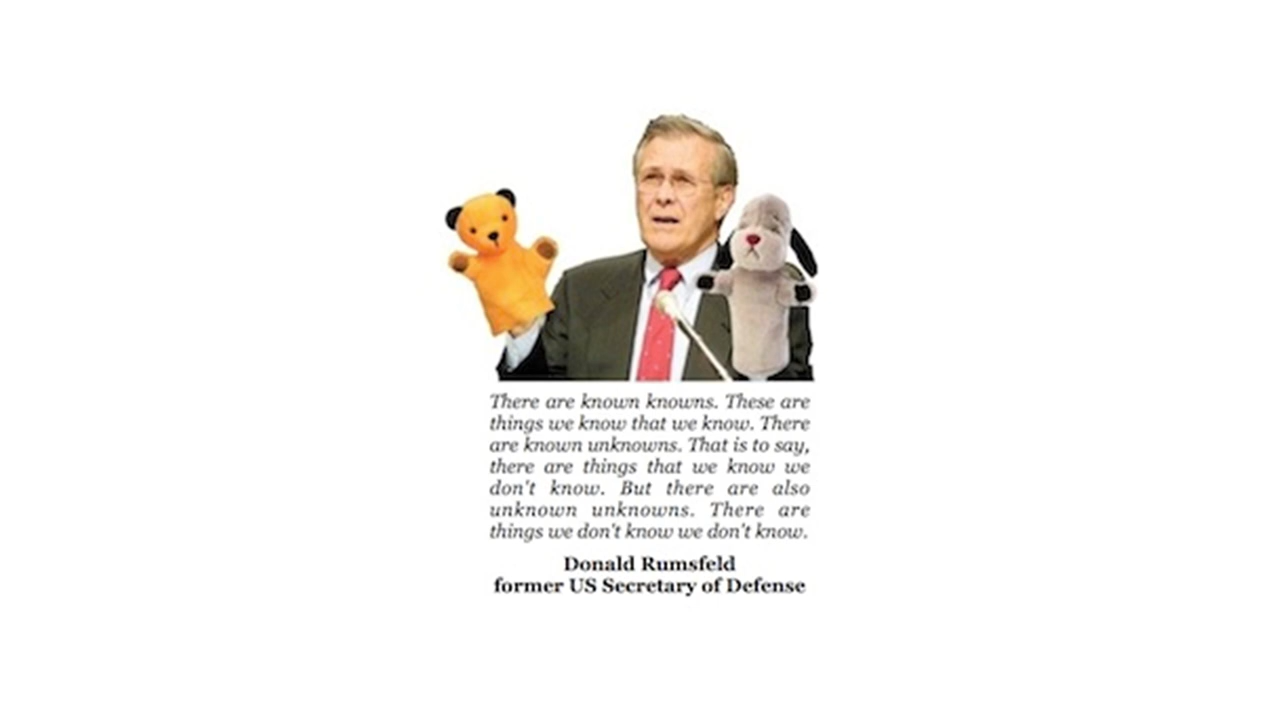 There are known knowns. These are
things we know that we know. There
are known unknowns. That is to say,
there are things that we know we
don't know. But there are also
unknown unknowns. There are
things we don't know we don't know.
Donald Rumsfeld
former US Secretary of Defense